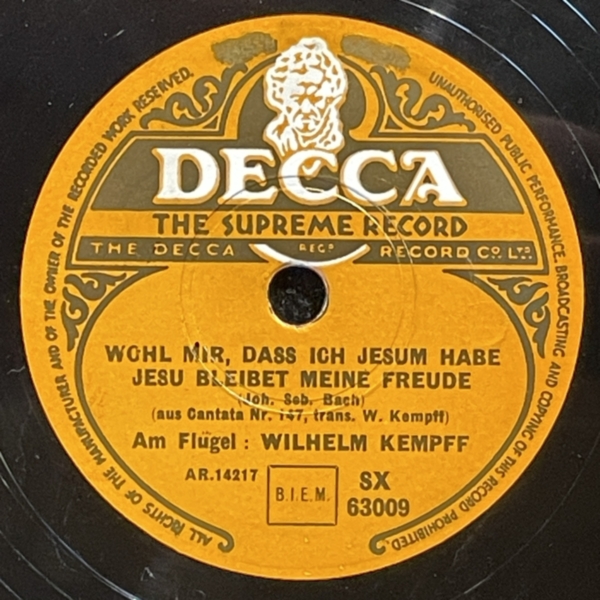 ALL RIGHTS OF THE MANUFACTURER AND OF THE OWNER OF THE RECORDED WORK RESERVED.
UNAUTHORISED PUBLIC PERFORMANCE, BROADCASTING AND COPYING OF THIS RECORD PROHIBITED.
DECCA
THE SUPREME RECORD
THE DECCA REGD RECORD CO. LTD.
WOHL MIR, DASS ICH JESUM HABE
JESU BLEIBET MEINE FREUDE
(Joh. Seb. Bach)
(aus Cantata Nr. 147, trans. W. Kempff)
Am Flügel : WILHELM KEMPFF
AR.14217 B.I.E.M. SX
63009